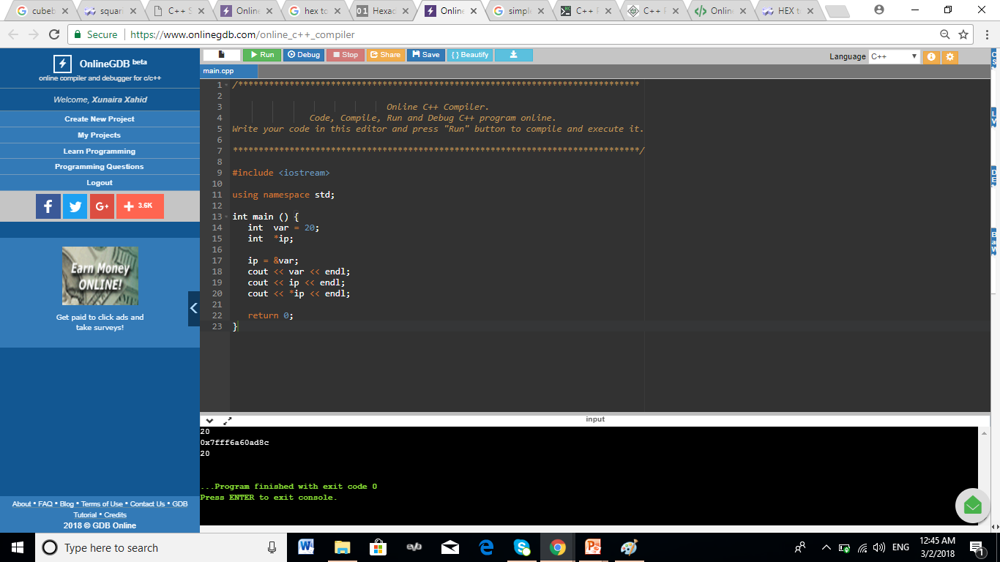 cubeb
squar
C++ S
Onlin
hex to
Hexad
Onlin
simpl
C++ F
C++ F
Onlin
HEX t
Secure | https://www.onlinegdb.com/online_c++_compiler
OnlineGDB beta
online compiler and debugger for c/c++
Welcome, Xunaira Xahid
Create New Project
My Projects
Learn Programming
Programming Questions
Logout
3.6K
Earn Money
ONLINE!
Get paid to click ads and
take surveys!
About • FAQ • Blog • Terms of Use • Contact Us • GDB
Tutorial • Credits
2018 © GDB Online
Run Debug Stop Share Save {} Beautify
Language C++
main.cpp
1 /******************************************************************************
2
3 Online C++ Compiler.
4 Code, Compile, Run and Debug C++ program online.
5 Write your code in this editor and press "Run" button to compile and execute it.
6
7 *******************************************************************************/
8
9 #include <iostream>
10
11 using namespace std;
12
13 int main () {
14 int  var = 20;
15 int  *ip;
16
17 ip = &var;
18 cout << var << endl;
19 cout << ip << endl;
20 cout << *ip << endl;
21
22 return 0;
23 }
input
20
0x7fff6a60ad8c
20
...Program finished with exit code 0
Press ENTER to exit console.
Type here to search
ENG
12:45 AM
3/2/2018
1